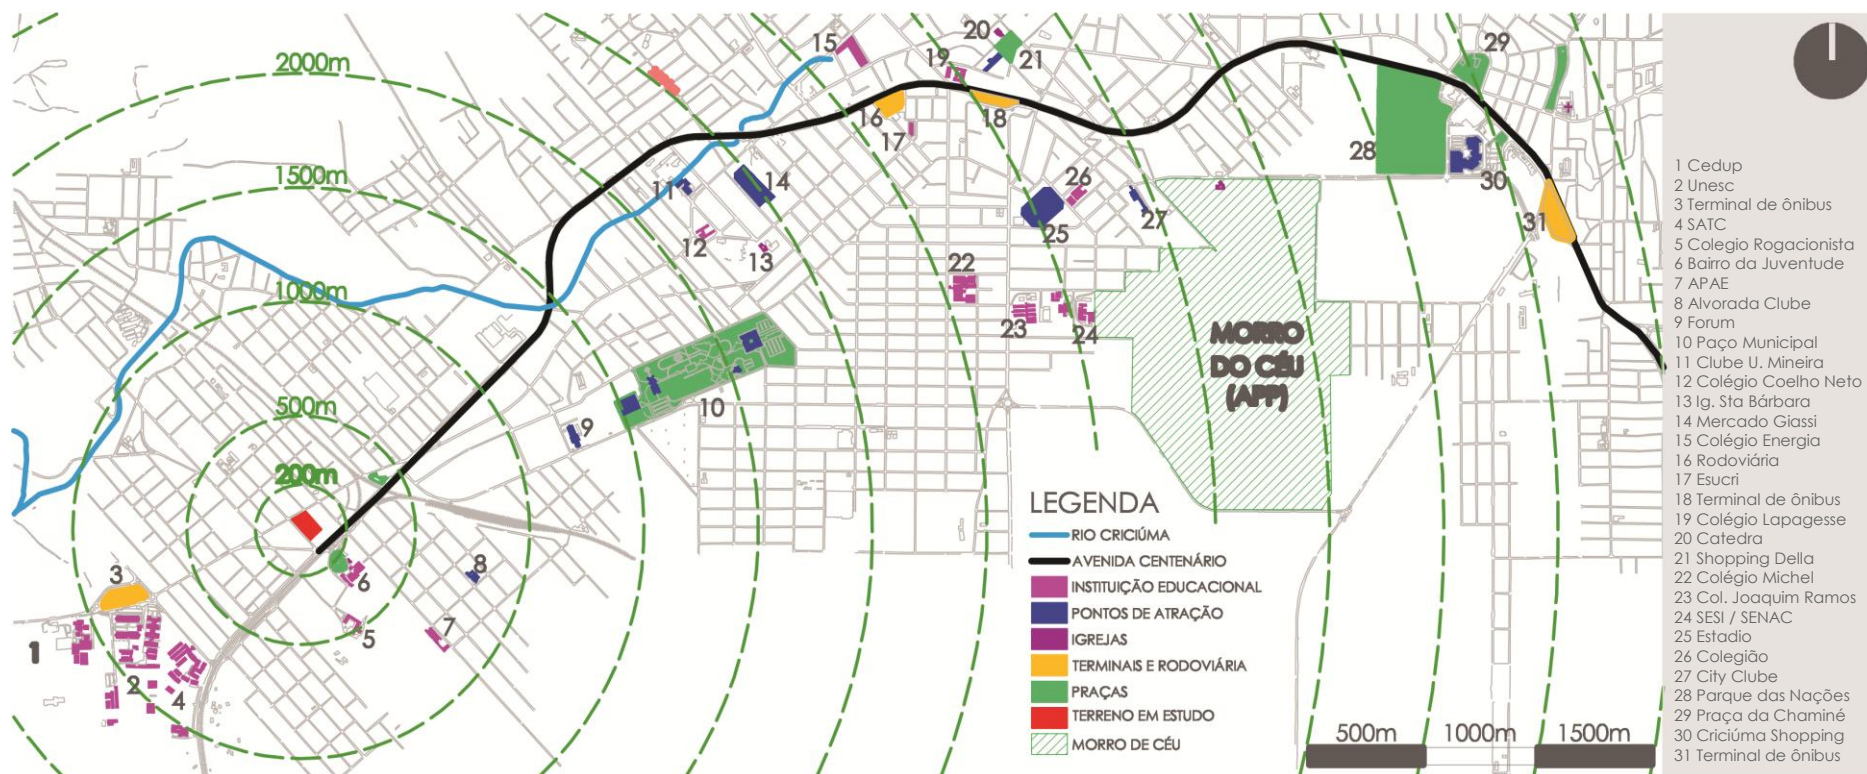 2000m
1500m
1000m
500m
200m
15
20
21
19
29
16
17
18
28
30
31
11
14
12
13
26
25
27
22
23
24
10
9
8
3
6
5
7
1
2
4
MORRO
DO CÉU
(APP)
LEGENDA
RIO CRICIÚMA
AVENIDA CENTENÁRIO
INSTITUIÇÃO EDUCACIONAL
PONTOS DE ATRAÇÃO
IGREJAS
TERMINAIS E RODOVIÁRIA
PRAÇAS
TERRENO EM ESTUDO
MORRO DE CÉU
500m 1000m 1500m
1 Cedup
2 Unesc
3 Terminal de ônibus
4 SATC
5 Colegio Rogacionista
6 Bairro da Juventude
7 APAE
8 Alvorada Clube
9 Forum
10 Paço Municipal
11 Clube U. Mineira
12 Colégio Coelho Neto
13 Ig. Sta Bárbara
14 Mercado Giassi
15 Colégio Energia
16 Rodoviária
17 Esucri
18 Terminal de ônibus
19 Colégio Lapagesse
20 Catedra
21 Shopping Della
22 Colégio Michel
23 Col. Joaquim Ramos
24 SESI / SENAC
25 Estadio
26 Colegião
27 City Clube
28 Parque das Nações
29 Praça da Chaminé
30 Criciúma Shopping
31 Terminal de ônibus